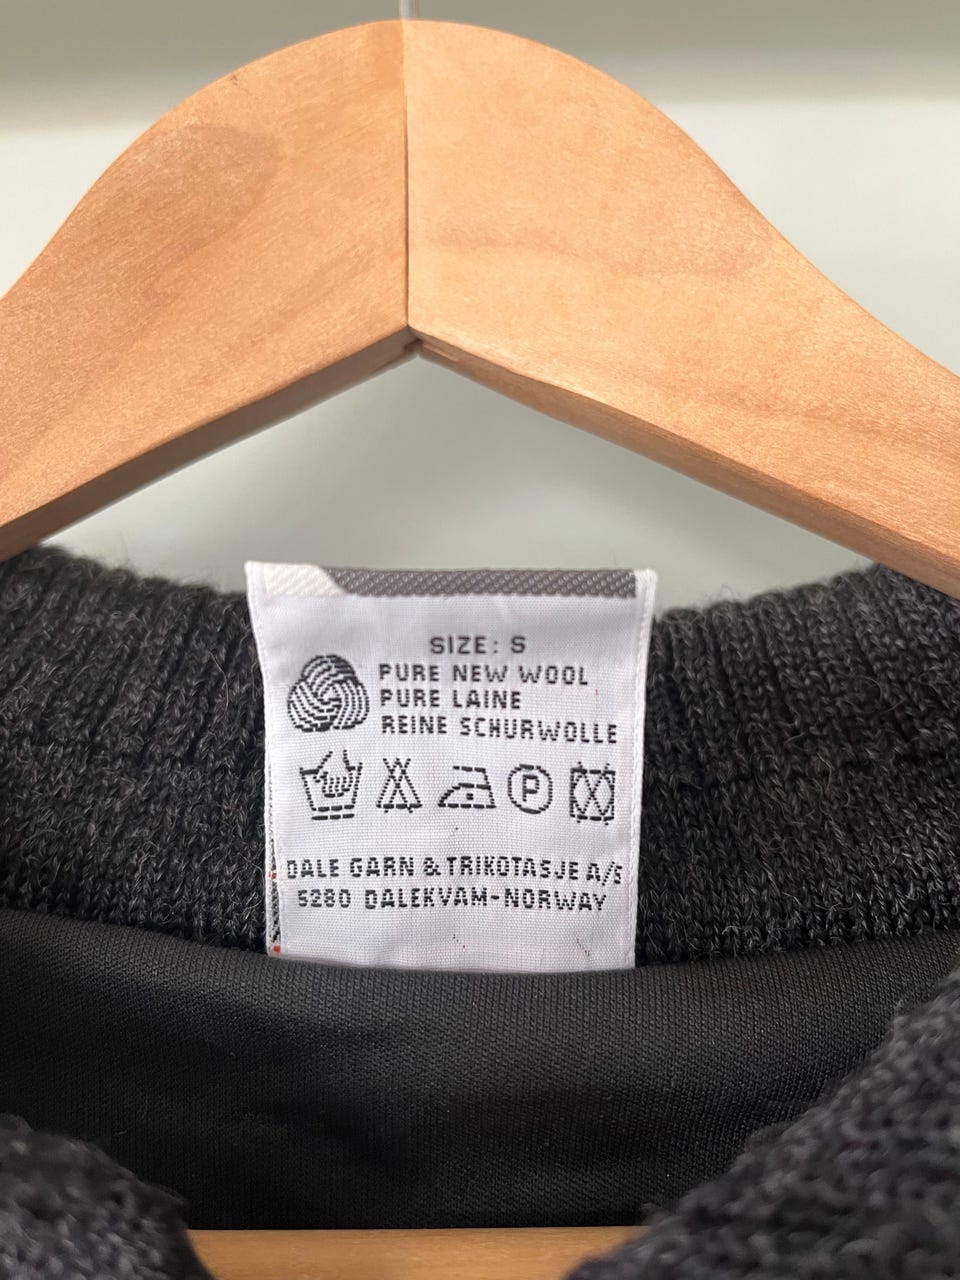 SIZE: S
PURE NEW WOOL
PURE LAINE
REINE SCHURWOLLE
P
DALE GARN & TRIKOTASJE A/S
5280 DALEKVAM-NORWAY